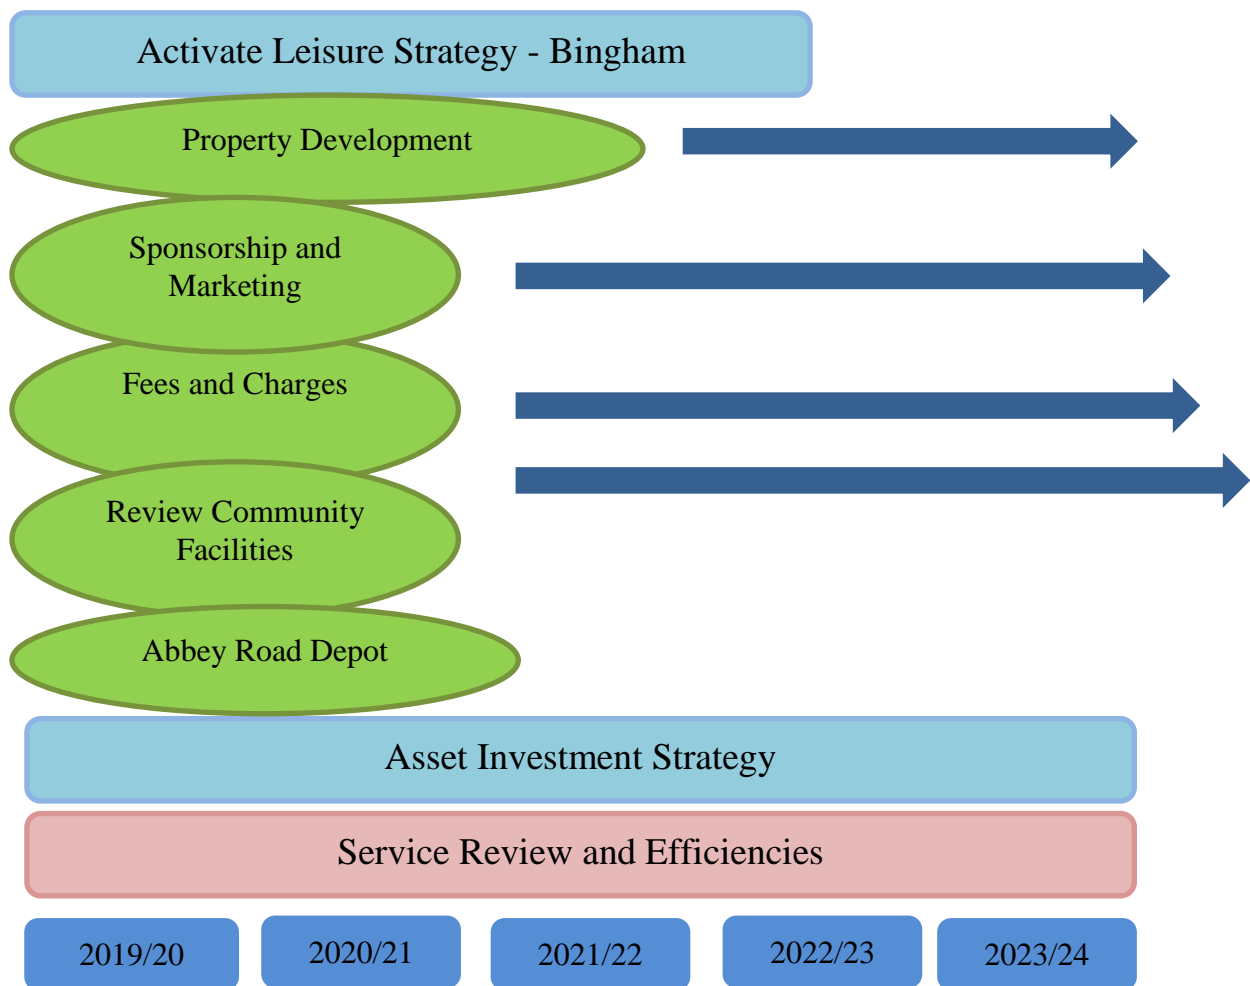 Activate Leisure Strategy - Bingham
Property Development
Sponsorship and
Marketing
Fees and Charges
Review Community
Facilities
Abbey Road Depot
Asset Investment Strategy
Service Review and Efficiencies
2019/20
2020/21
2021/22
2022/23
2023/24